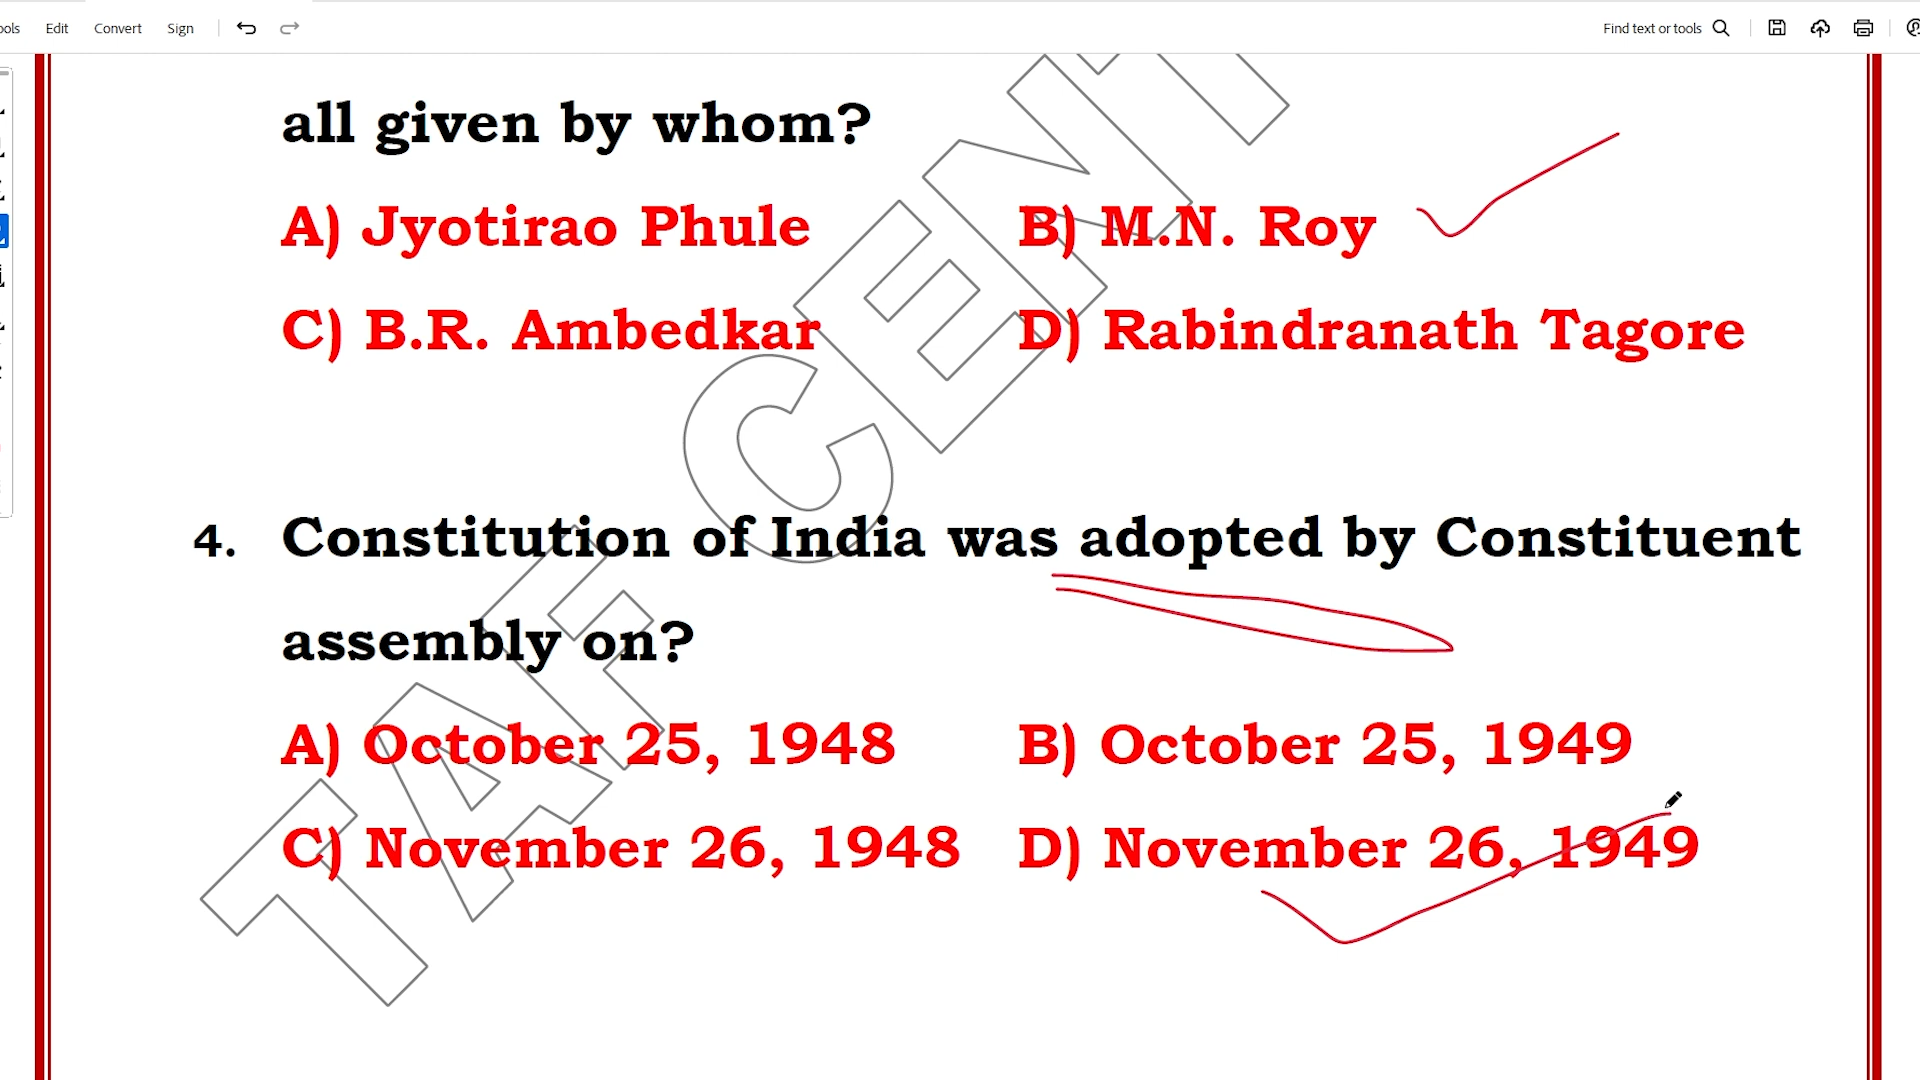 ools Edit Convert Sign Find text or tools
all given by whom?
A) Jyotirao Phule B) M.N. Roy
C) B.R. Ambedkar D) Rabindranath Tagore
4. Constitution of India was adopted by Constituent
assembly on?
A) October 25, 1948 B) October 25, 1949
C) November 26, 1948 D) November 26, 1949